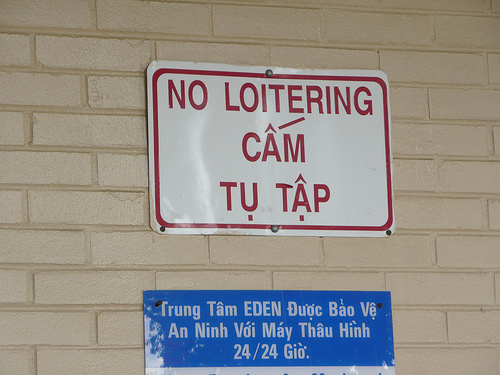 NO LOITERING
CẤM
TỤ TẬP
Trung Tâm EDEN Được Bảo Vệ
An Ninh Với Máy Thâu Hình
24/24 Giờ.